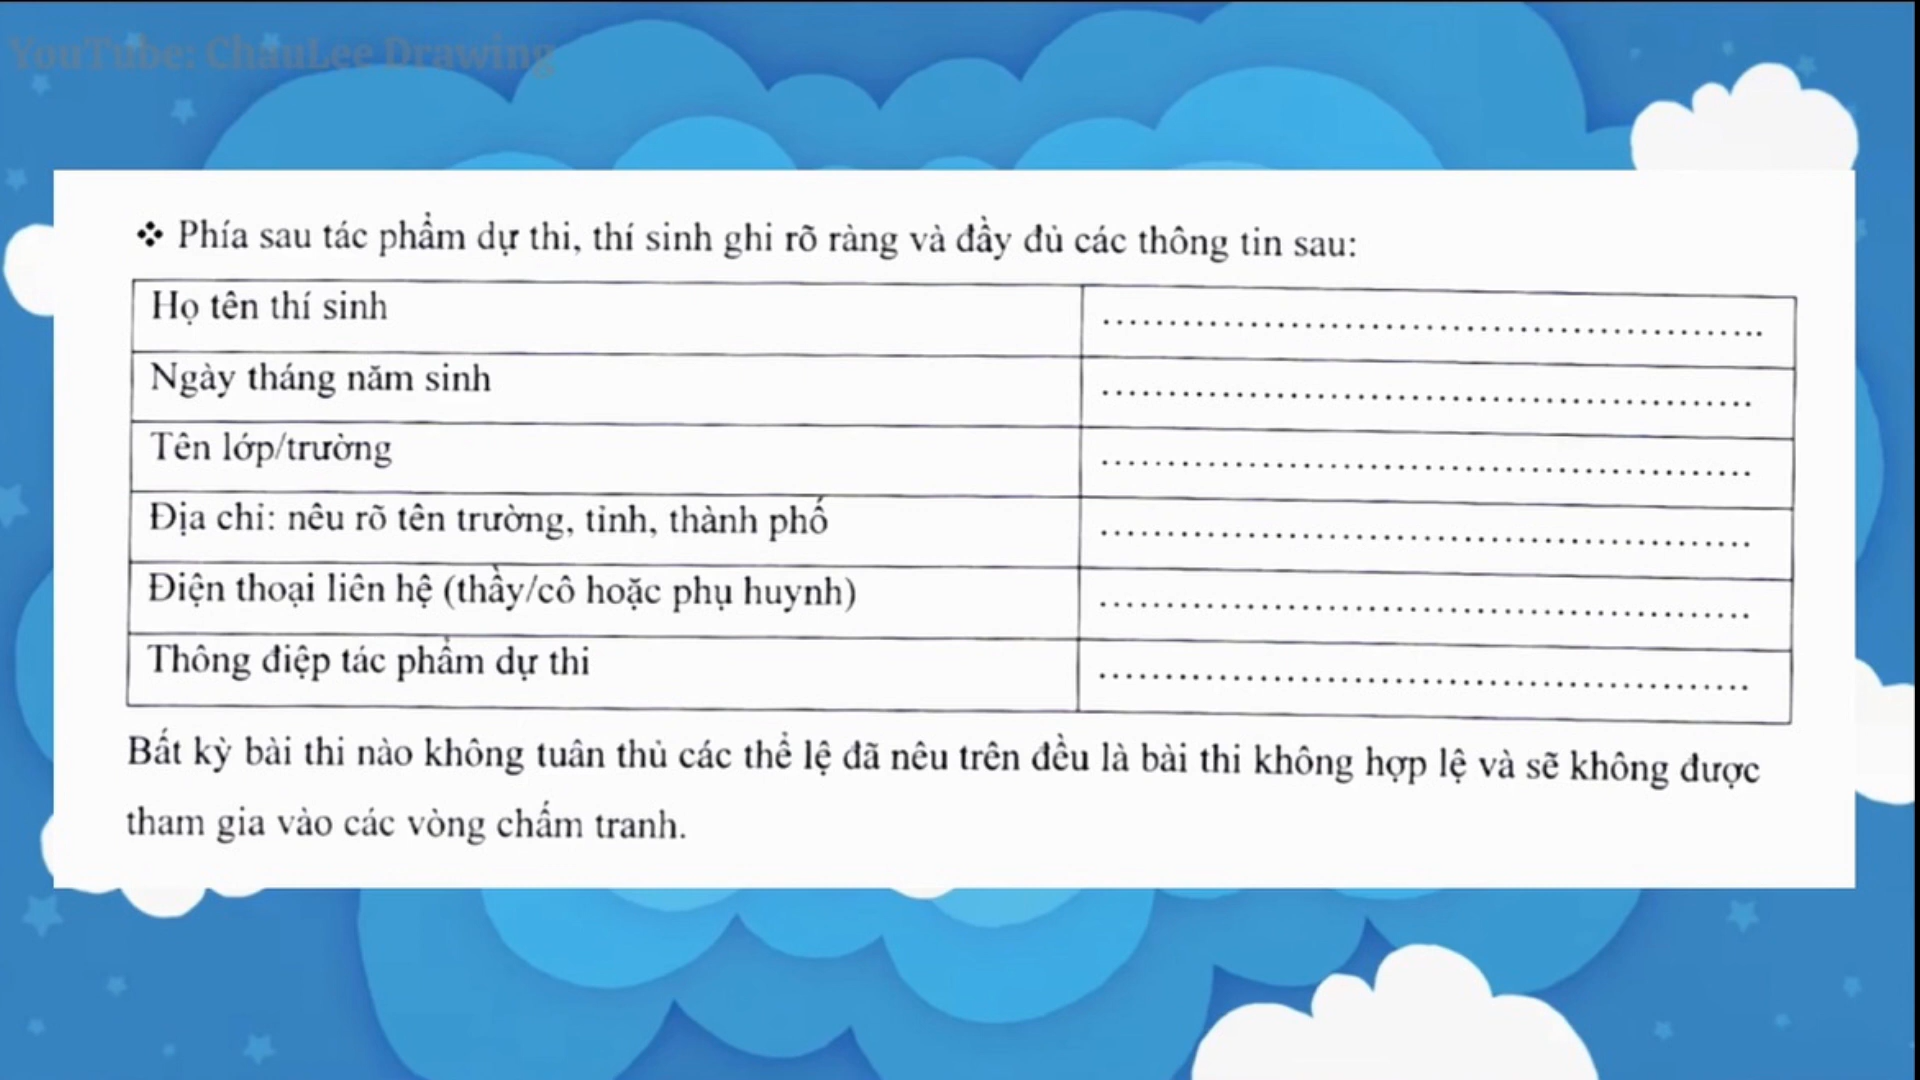 YouTube: ChauLee Drawing
❖ Phía sau tác phẩm dự thi, thí sinh ghi rõ ràng và đầy đủ các thông tin sau:
Họ tên thí sinh ..........................................................
Ngày tháng năm sinh ..........................................................
Tên lớp/trường ..........................................................
Địa chỉ: nêu rõ tên trường, tỉnh, thành phố ..........................................................
Điện thoại liên hệ (thầy/cô hoặc phụ huynh) ..........................................................
Thông điệp tác phẩm dự thi ..........................................................
Bất kỳ bài thi nào không tuân thủ các thể lệ đã nêu trên đều là bài thi không hợp lệ và sẽ không được
tham gia vào các vòng chấm tranh.